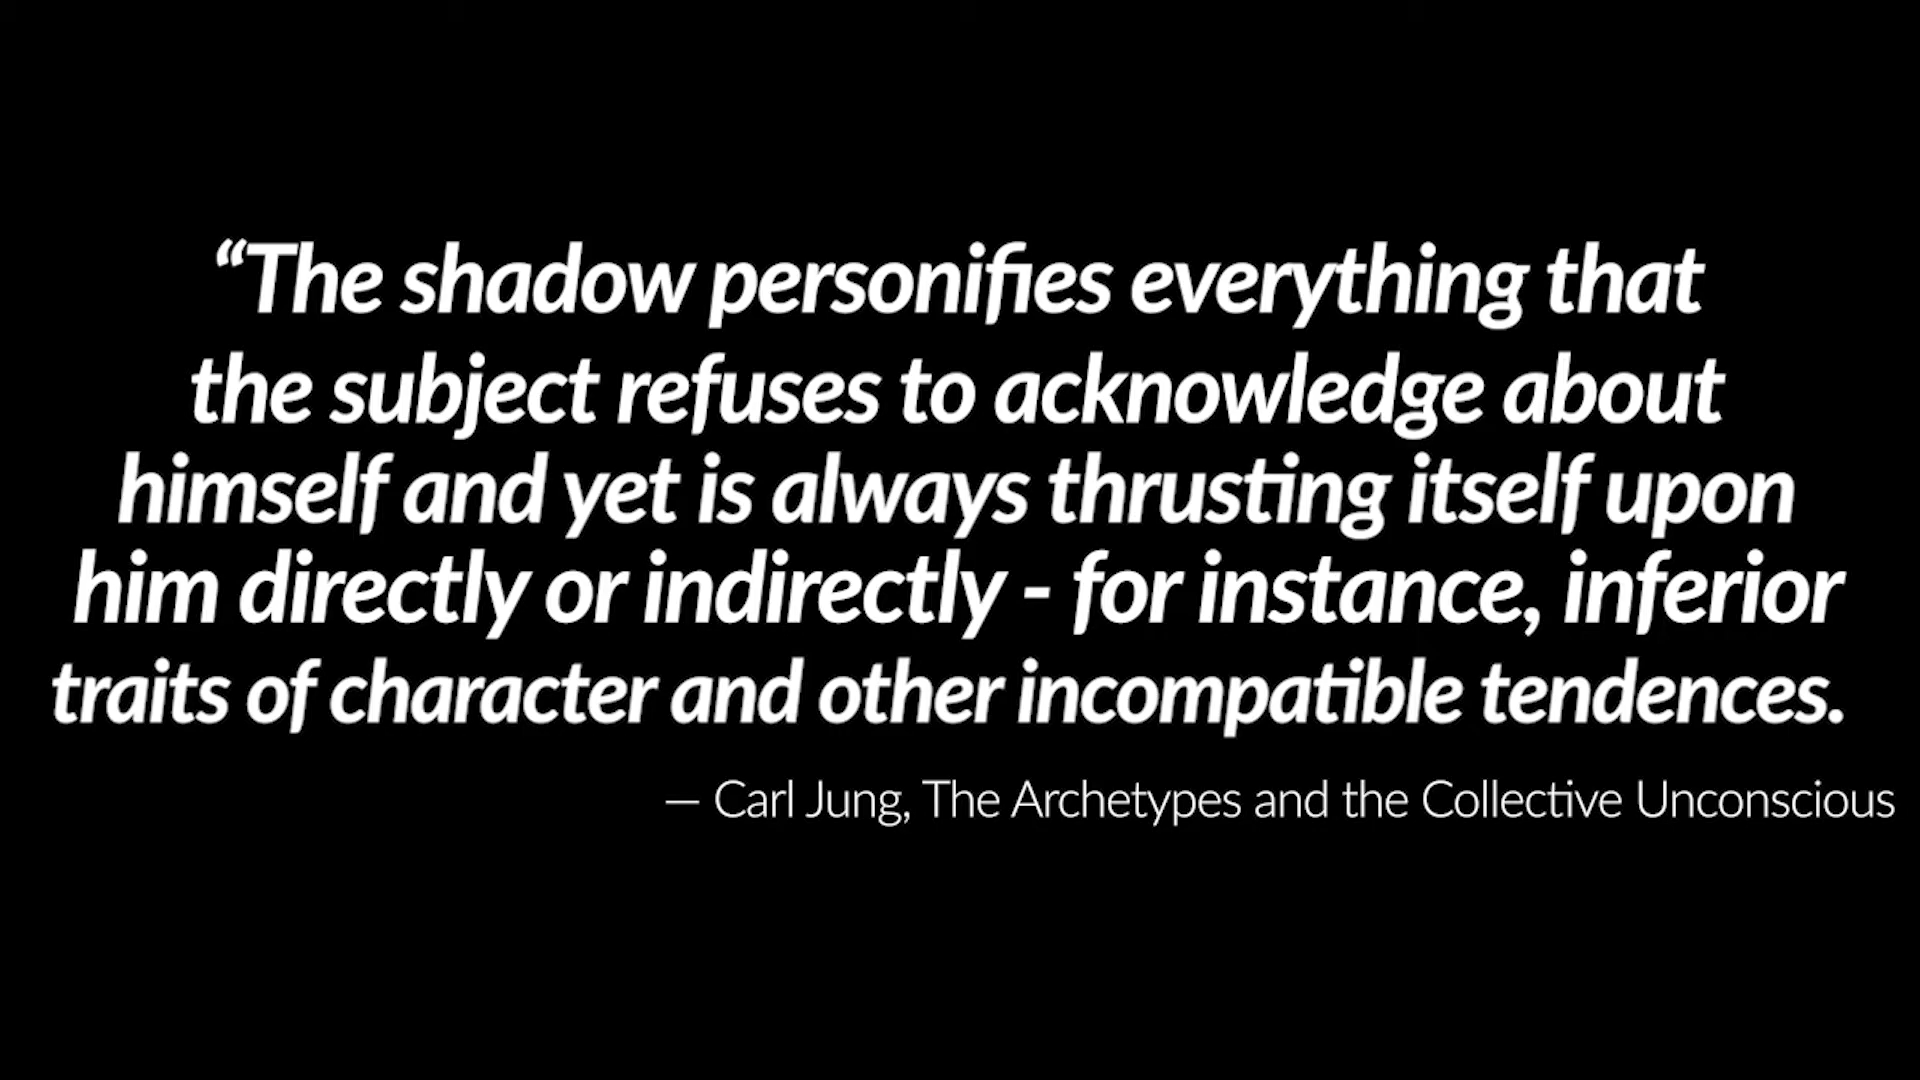 “The shadow personifies everything that
the subject refuses to acknowledge about
himself and yet is always thrusting itself upon
him directly or indirectly - for instance, inferior
traits of character and other incompatible tendences.
— Carl Jung, The Archetypes and the Collective Unconscious